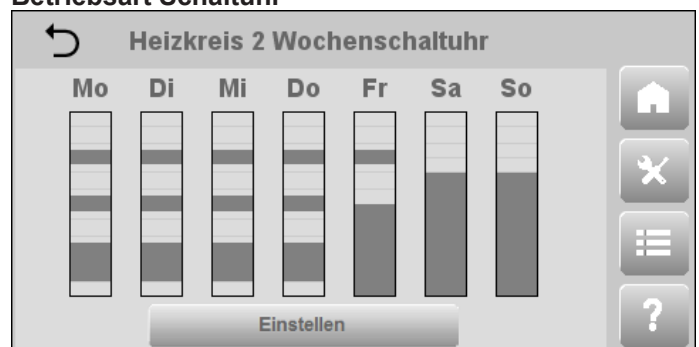 Betriebsart Schaltuhr
Heizkreis 2 Wochenschaltuhr
Mo Di Mi Do Fr Sa So
Einstellen
?